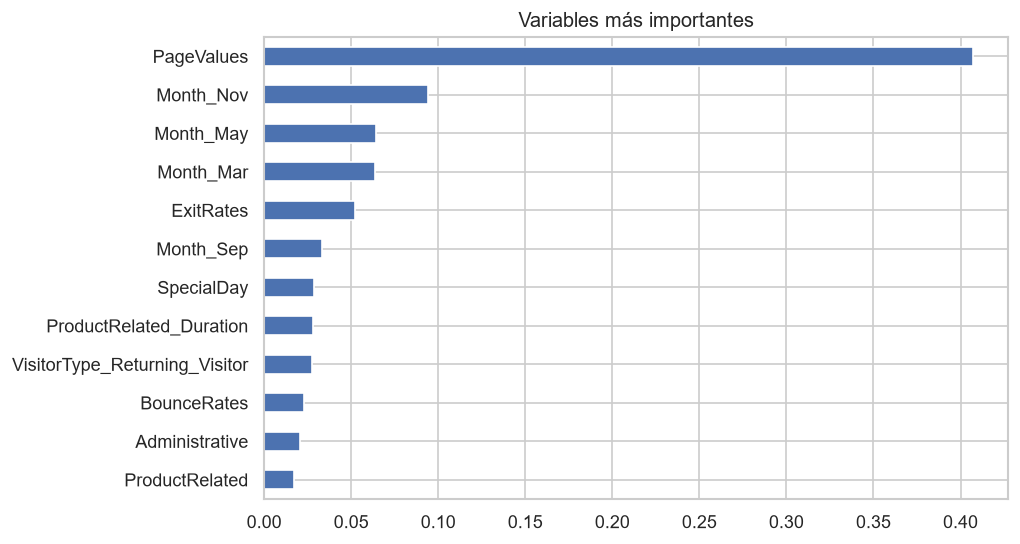 Variables más importantes
PageValues
Month_Nov
Month_May
Month_Mar
ExitRates
Month_Sep
SpecialDay
ProductRelated_Duration
VisitorType_Returning_Visitor
BounceRates
Administrative
ProductRelated
0.00 0.05 0.10 0.15 0.20 0.25 0.30 0.35 0.40